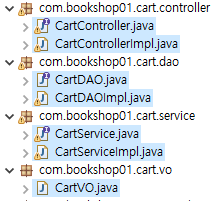 com.bookshop01.cart.controller
CartController.java
CartControllerImpl.java
com.bookshop01.cart.dao
CartDAO.java
CartDAOImpl.java
com.bookshop01.cart.service
CartService.java
CartServiceImpl.java
com.bookshop01.cart.vo
CartVO.java